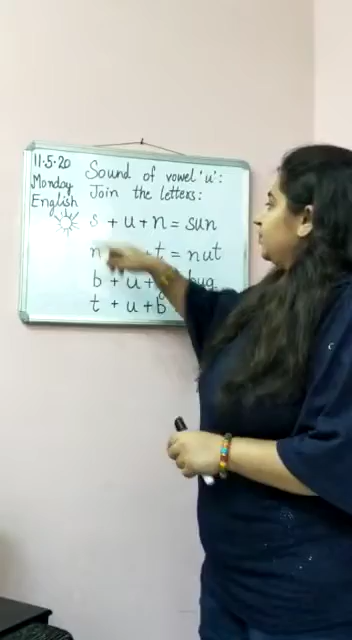 11.5.20
Monday
English
Sound of vowel 'u':
Join the letters:
s + u + n = sun
n + t = nut
b + u + g bug
t + u + b